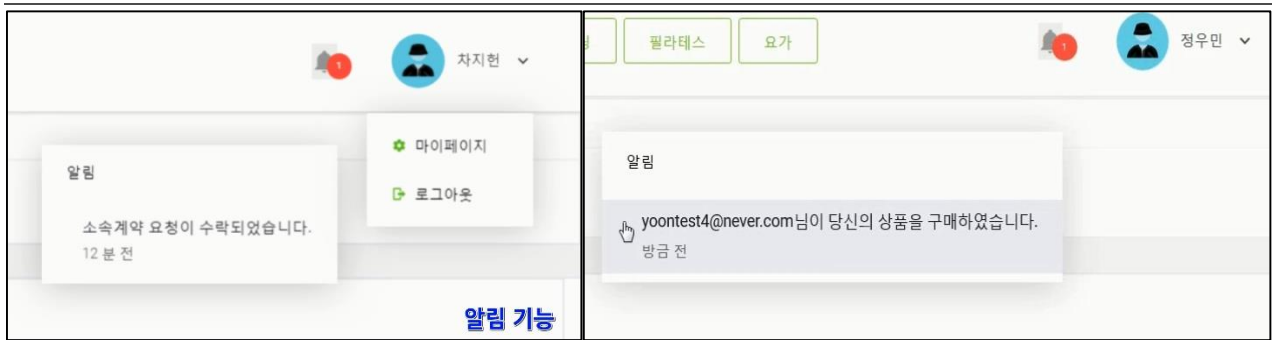 1
차지헌
마이페이지
로그아웃
알림
소속계약 요청이 수락되었습니다.
12 분 전
알림 기능
필라테스
요가
1
정우민
알림
yoontest4@never.com님이 당신의 상품을 구매하였습니다.
방금 전